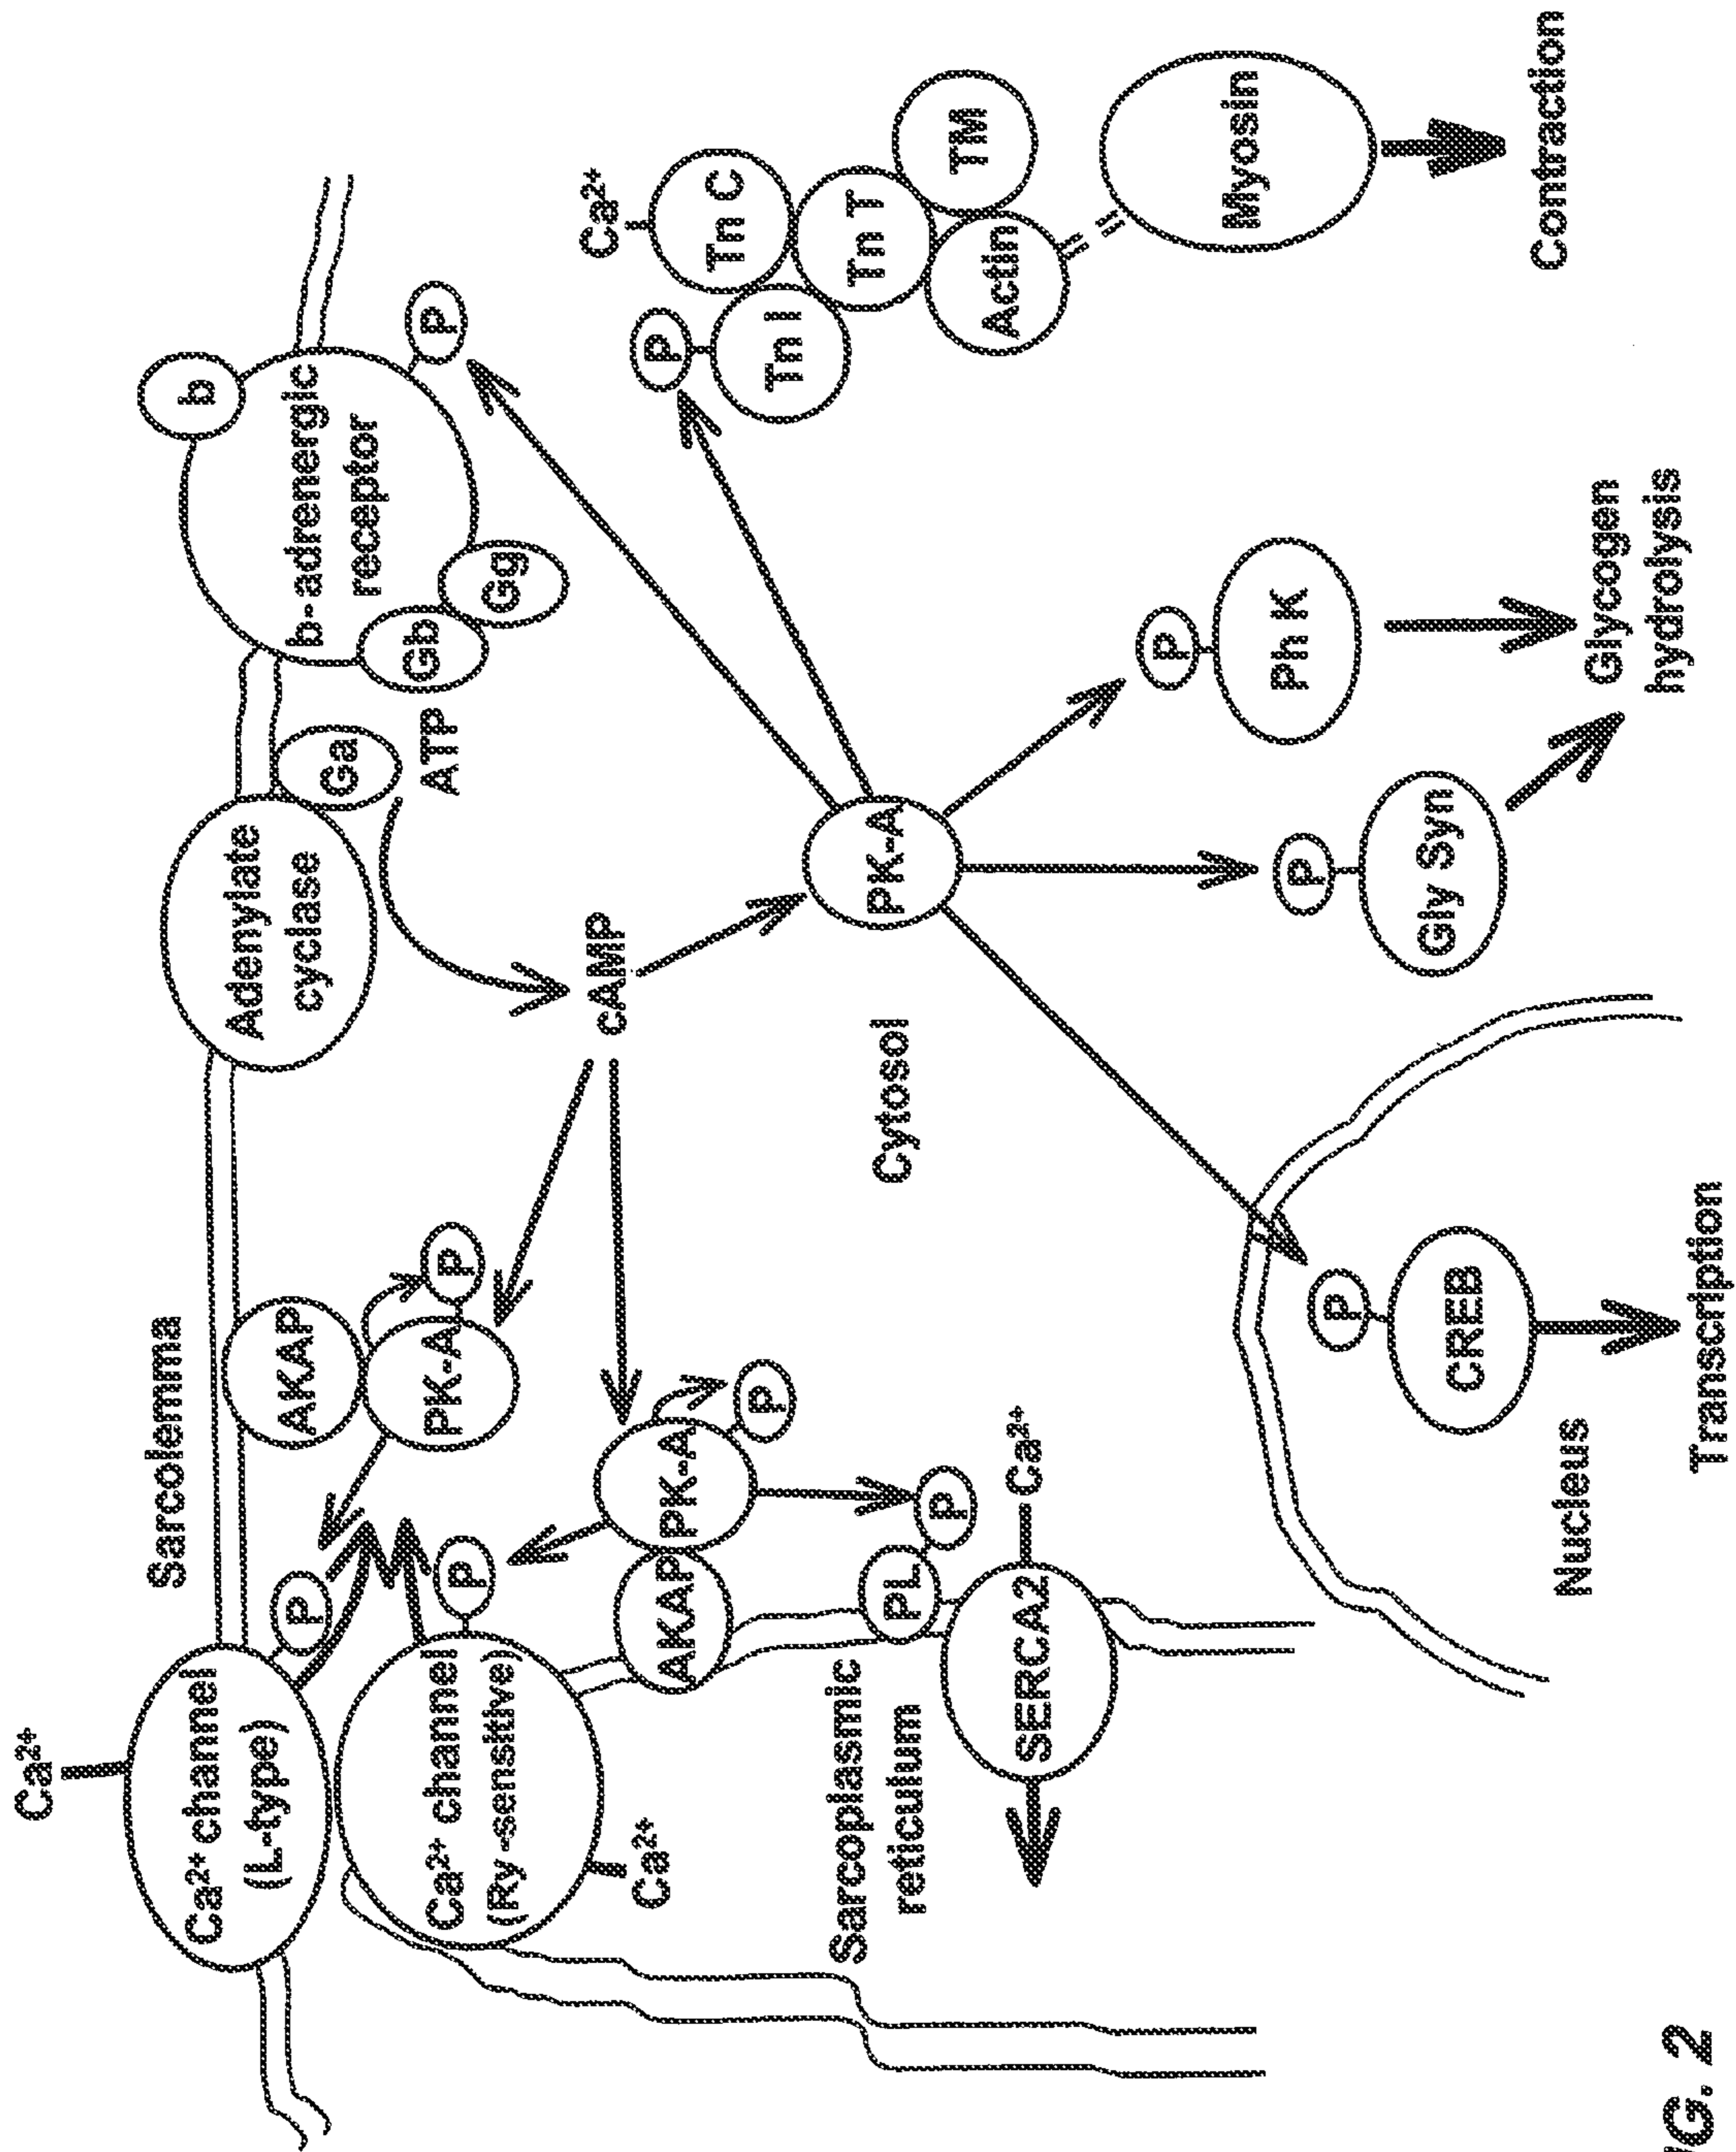 Ca²⁺
Sarcolemma
Ca²⁺ channel
(L-type)
P
AKAP
Adenylate
cyclase
Ga
b
b-adrenergic
receptor
Gb
Gg
P
ATP
Ca²⁺ channel
(Ry-sensitive)
P
PK-A
P
cAMP
Ca²⁺
AKAP
PK-A
P
Ca²⁺
P
Tn I
Tn C
Tn T
TM
Actin
Myosin
Contraction
Sarcoplasmic
reticulum
PL
P
SERCA2
Ca²⁺
Cytosol
PK-A
P
Ph K
P
Gly Syn
Glycogen
hydrolysis
P
CREB
Nucleus
Transcription
IG. 2